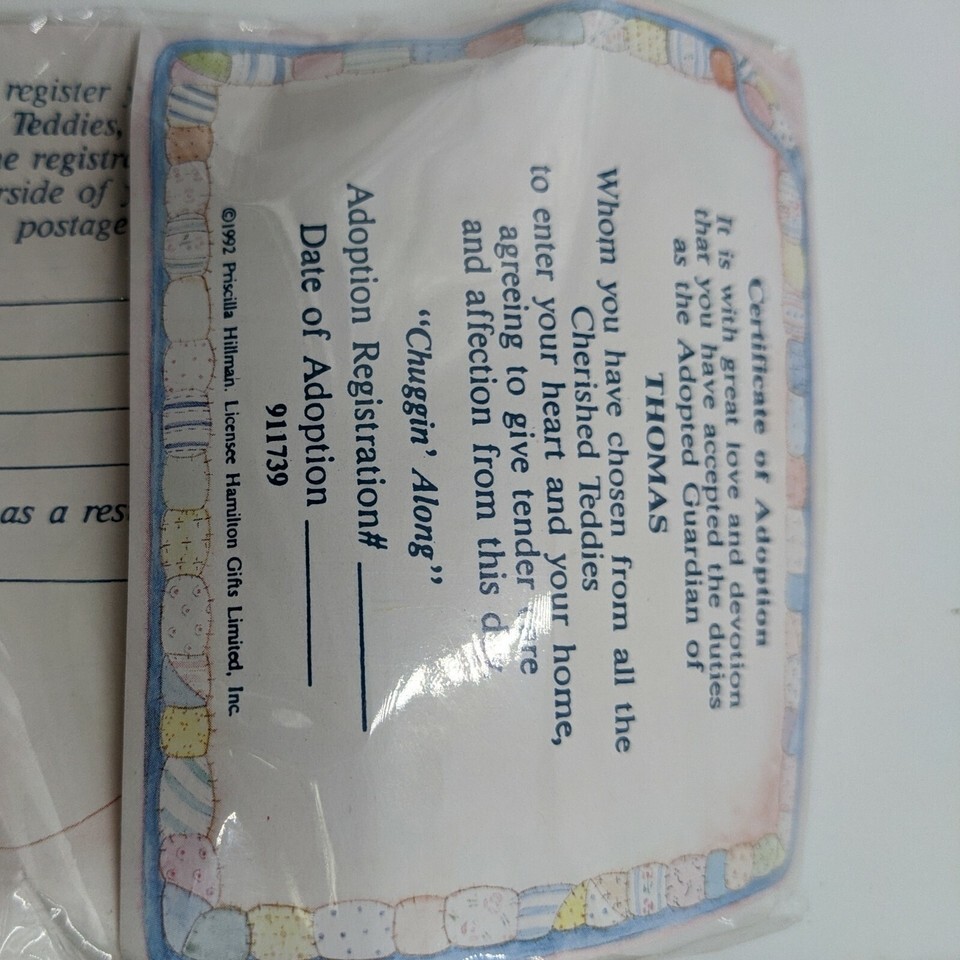 Certificate of Adoption
It is with great love and devotion
that you have accepted the duties
as the Adopted Guardian of
THOMAS
Whom you have chosen from all the
Cherished Teddies
to enter your heart and your home,
agreeing to give tender
and affection from this
"Chuggin' Along"
Adoption Registration#
Date of Adoption
911739
©1992 Priscilla Hillman. Licensee Hamilton Gifts Limited, Inc.
register
Teddies,
of
postage
as a